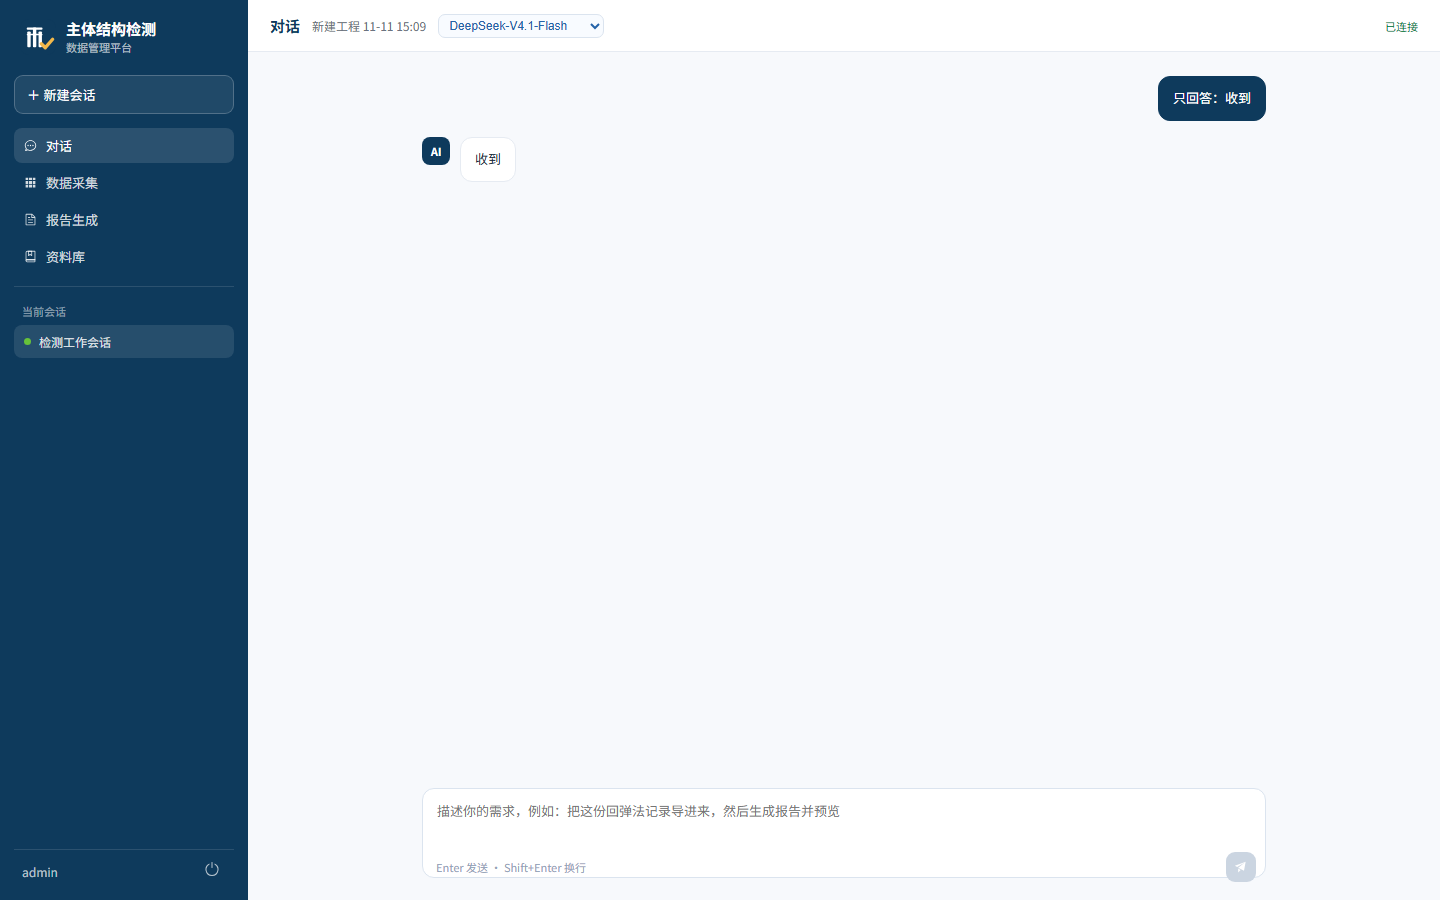 主体结构检测
数据管理平台
+ 新建会话
对话
数据采集
报告生成
资料库
当前会话
检测工作会话
admin
对话 新建工程 11-11 15:09 DeepSeek-V4.1-Flash 已连接
只回答：收到
AI 收到
描述你的需求，例如：把这份回弹法记录导进来，然后生成报告并预览
Enter 发送 · Shift+Enter 换行